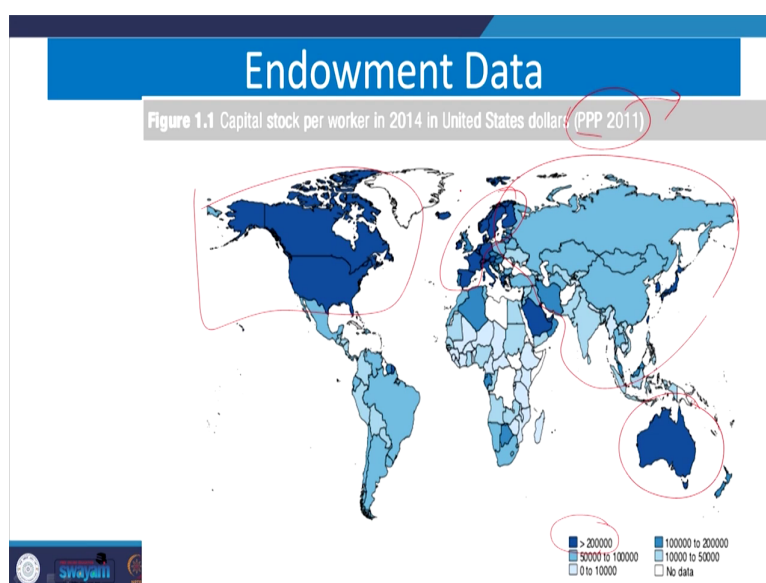 Endowment Data
Figure 1.1 Capital stock per worker in 2014 in United States dollars (PPP 2011)
> 200000
100000 to 200000
50000 to 100000
10000 to 50000
0 to 10000
No data
swayam